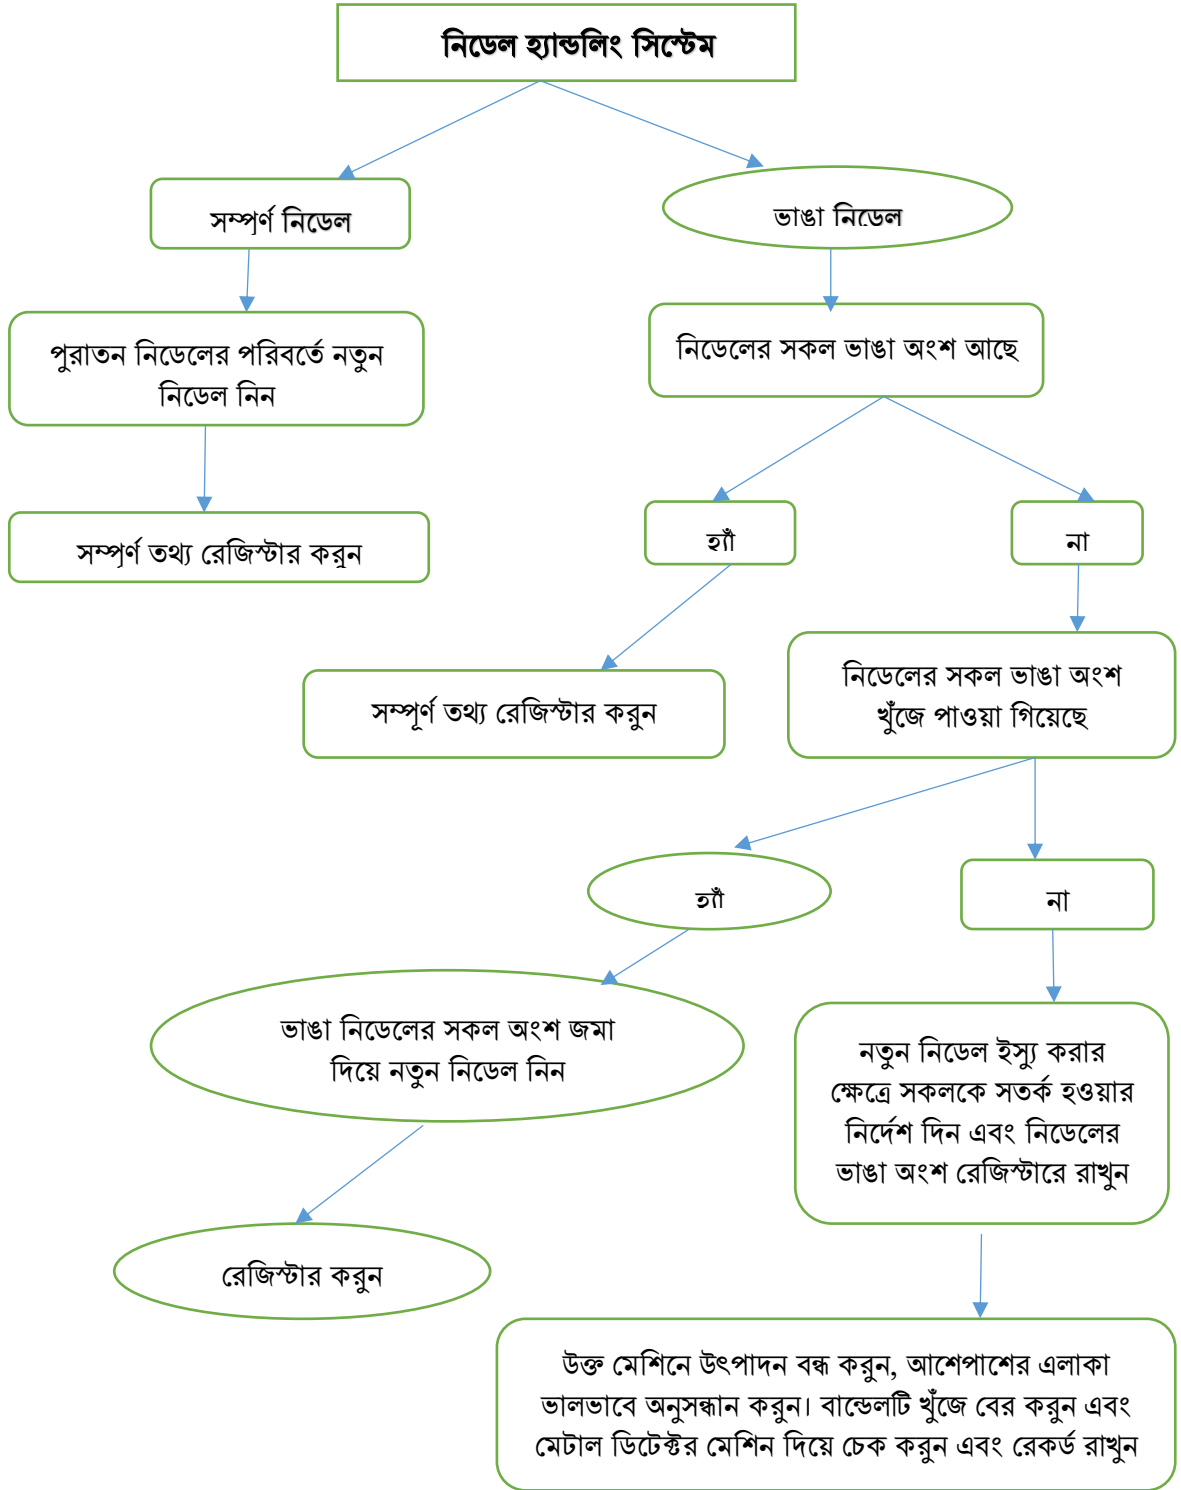 নিডেল হ্যান্ডলিং সিস্টেম
সম্পূর্ণ নিডেল
ভাঙা নিডেল
পুরাতন নিডেলের পরিবর্তে নতুন
নিডেল নিন
নিডেলের সকল ভাঙা অংশ আছে
সম্পূর্ণ তথ্য রেজিস্টার করুন
হ্যাঁ
না
সম্পূর্ণ তথ্য রেজিস্টার করুন
নিডেলের সকল ভাঙা অংশ
খুঁজে পাওয়া গিয়েছে
হ্যাঁ
না
ভাঙা নিডেলের সকল অংশ জমা
দিয়ে নতুন নিডেল নিন
নতুন নিডেল ইস্যু করার
ক্ষেত্রে সকলকে সতর্ক হওয়ার
নির্দেশ দিন এবং নিডেলের
ভাঙা অংশ রেজিস্টারে রাখুন
রেজিস্টার করুন
উক্ত মেশিনে উৎপাদন বন্ধ করুন, আশেপাশের এলাকা
ভালভাবে অনুসন্ধান করুন। বান্ডেলটি খুঁজে বের করুন এবং
মেটাল ডিটেক্টর মেশিন দিয়ে চেক করুন এবং রেকর্ড রাখুন